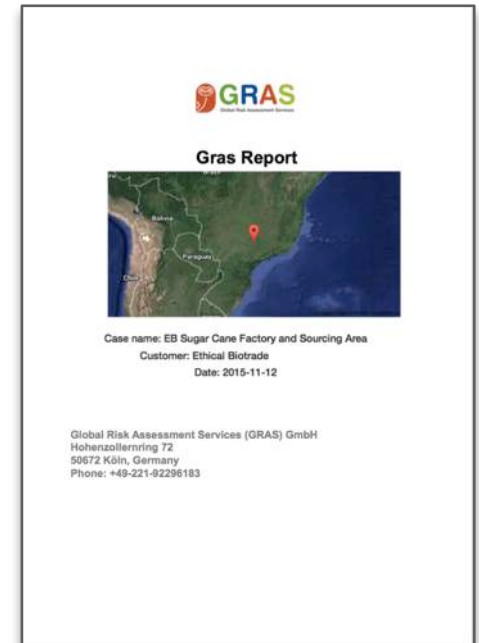 GRAS
Global Risk Assessment Services
Gras Report
Brazil
Bolivia
Paraguay
Case name: EB Sugar Cane Factory and Sourcing Area
Customer: Ethical Biotrade
Date: 2015-11-12
Global Risk Assessment Services (GRAS) GmbH
Hohenzollernring 72
50672 Köln, Germany
Phone: +49-221-92296183